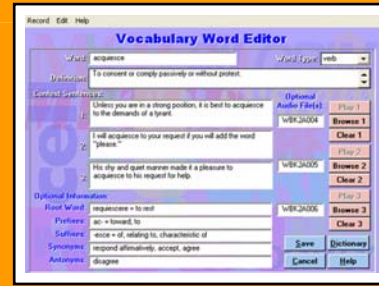 Record Edit Help
Vocabulary Word Editor
Word: acquiesce Word Type: verb
Definition: To consent or comply passively or without protest.
Context Sentences: Optional Audio File(s)
1. Unless you are in a strong position, it is best to acquiesce to the demands of a tyrant. WBK2A004 Play 1
Browse 1
Clear 1
2. I will acquiesce to your request if you will add the word "please." Play 2
WBK2A005 Browse 2
3. His shy and quiet manner made it a pleasure to acquiesce to his request for help. Clear 2
Optional Information Play 3
Root Word: requiescere = to rest WBK2A006 Browse 3
Prefixes: ac- = toward, to Clear 3
Suffixes: -esce = of, relating to, characteristic of
Synonyms: respond affirmatively, accept, agree Save Dictionary
Antonyms: disagree Cancel Help